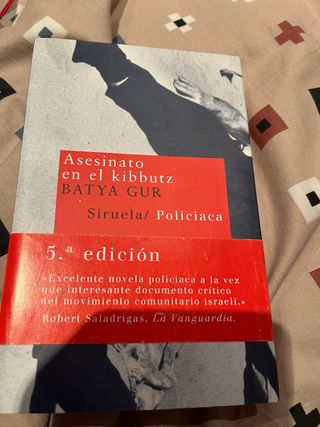 Asesinato
en el kibbutz
BATYA GUR
Siruela/ Policiaca
5.ª edición
«Excelente novela policiaca a la vez
que interesante documento crítico
del movimiento comunitario israelí.»
Robert Saladrigas, La Vanguardia.